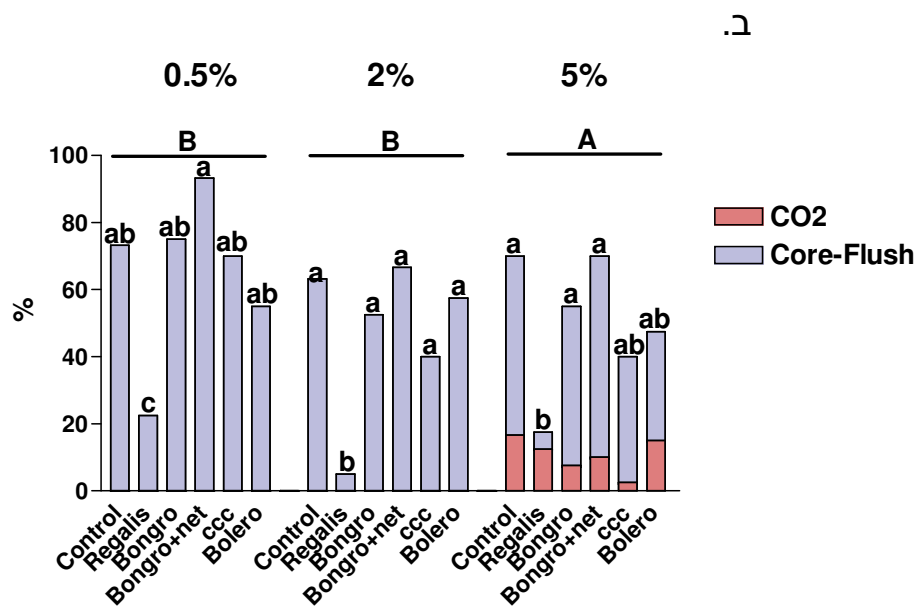 ב.
0.5% 2% 5%
B B A
100
80
60
40
20
0
%
ab c ab a ab ab
a b a a a a
a b a a ab ab
CO2
Core-Flush
Control Regalis Bongro Bongro+net ccc Bolero
Control Regalis Bongro Bongro+net ccc Bolero
Control Regalis Bongro Bongro+net ccc Bolero